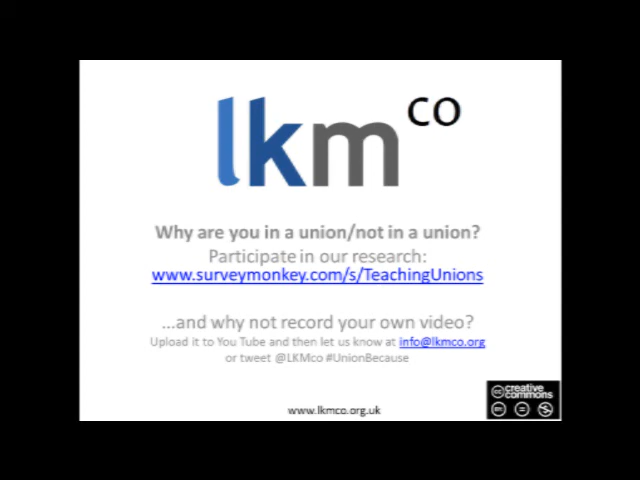 lkm co
Why are you in a union/not in a union?
Participate in our research:
www.surveymonkey.com/s/TeachingUnions
...and why not record your own video?
Upload it to You Tube and then let us know at info@lkmco.org
or tweet @LKMco #UnionBecause
www.lkmco.org.uk
cc creative commons